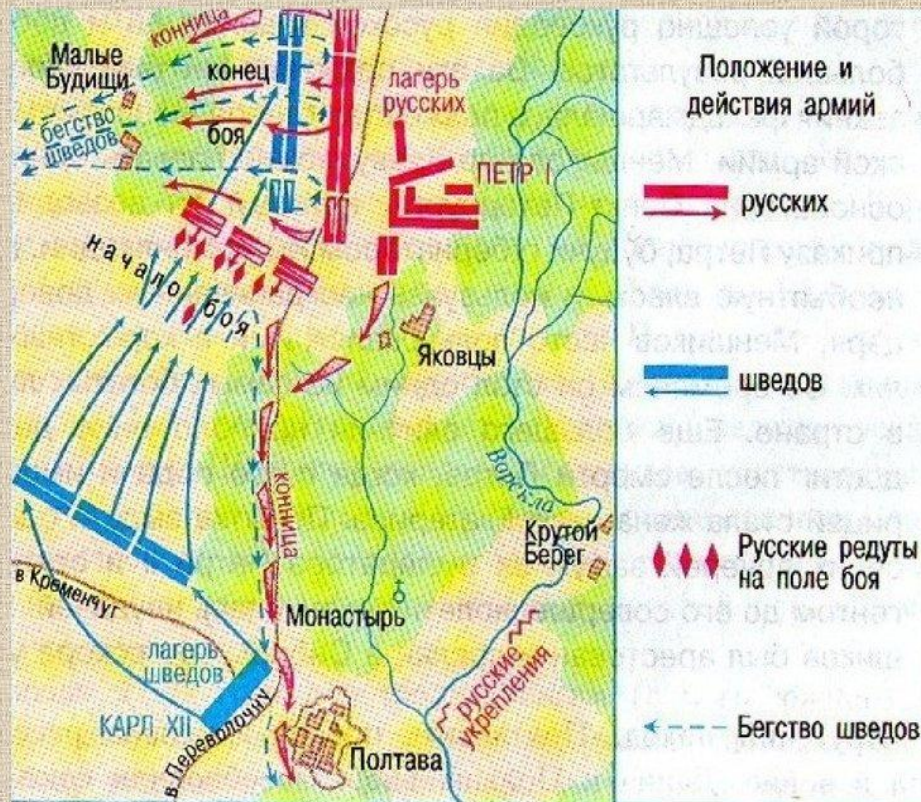 конница
Малые
Будищи
конец
лагерь
русских
бегство
шведов
боя
ПЕТР
начало боя
Яковцы
Ворскла
конница
Крутой
Берег
в Кременчуг
Монастырь
лагерь
шведов
русские
укрепления
КАРЛ XII
в Переволочну
Полтава
Положение и
действия армий
русских
шведов
Русские редуты
на поле боя
Бегство шведов